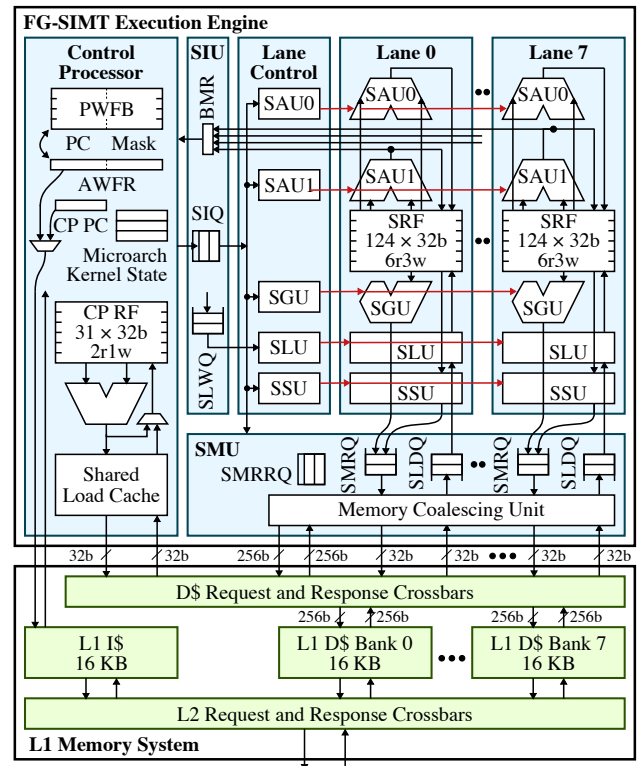 FG-SIMT Execution Engine
Control
Processor
SIU
Lane
Control
Lane 0
Lane 7
PWFB
PC
Mask
AWFR
CP PC
Microarch
Kernel State
CP RF
31 × 32b
2r1w
Shared
Load Cache
BMR
SIQ
SLWQ
SAU0
SAU1
SGU
SLU
SSU
SAU0
SAU1
SRF
124 × 32b
6r3w
SGU
SLU
SSU
SAU0
SAU1
SRF
124 × 32b
6r3w
SGU
SLU
SSU
SMU
SMRRQ
SMRQ
SLDQ
SMRQ
SLDQ
Memory Coalescing Unit
32b
32b
256b
256b
32b
32b
32b
32b
D$ Request and Response Crossbars
256b
256b
256b
256b
L1 I$
16 KB
L1 D$ Bank 0
16 KB
L1 D$ Bank 7
16 KB
L2 Request and Response Crossbars
L1 Memory System